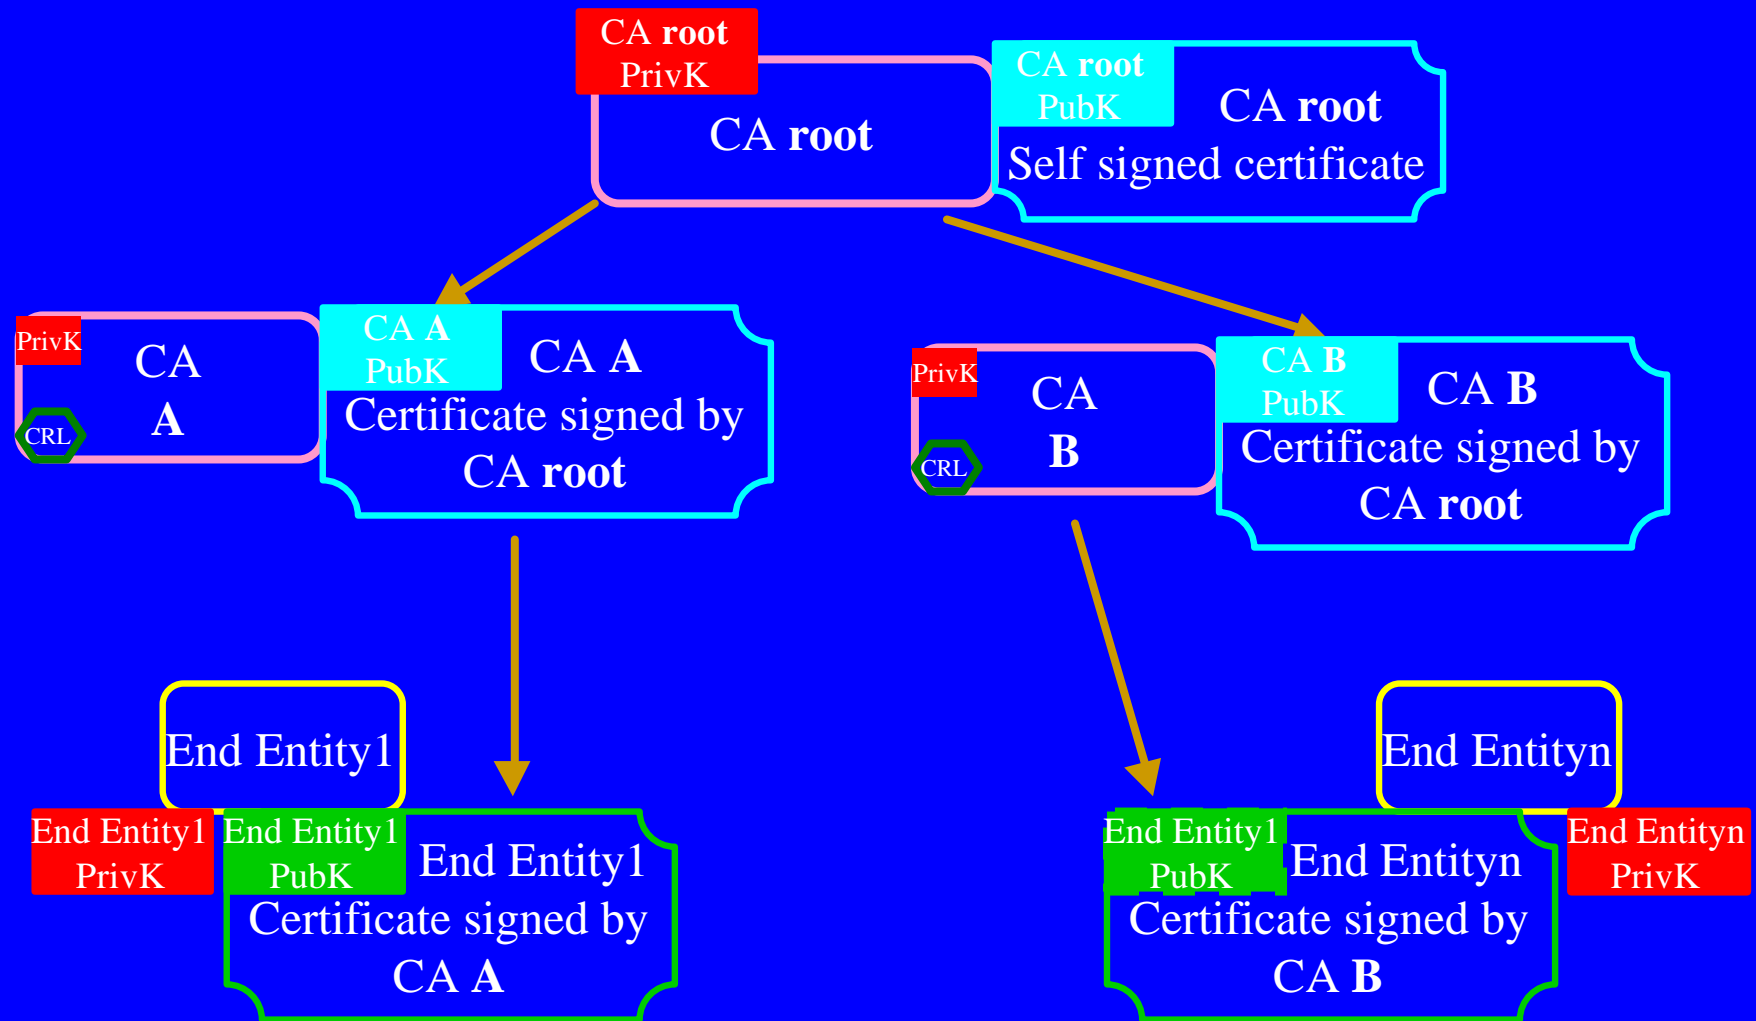 CA root
PrivK
CA root
CA root
PubK
CA root
Self signed certificate
PrivK
CA
A
CRL
CA A
PubK
CA A
Certificate signed by
CA root
PrivK
CA
B
CRL
CA B
PubK
CA B
Certificate signed by
CA root
End Entity1
End Entity1
PrivK
End Entity1
PubK
End Entity1
Certificate signed by
CA A
End Entityn
End Entity1
PubK
End Entityn
Certificate signed by
CA B
End Entityn
PrivK